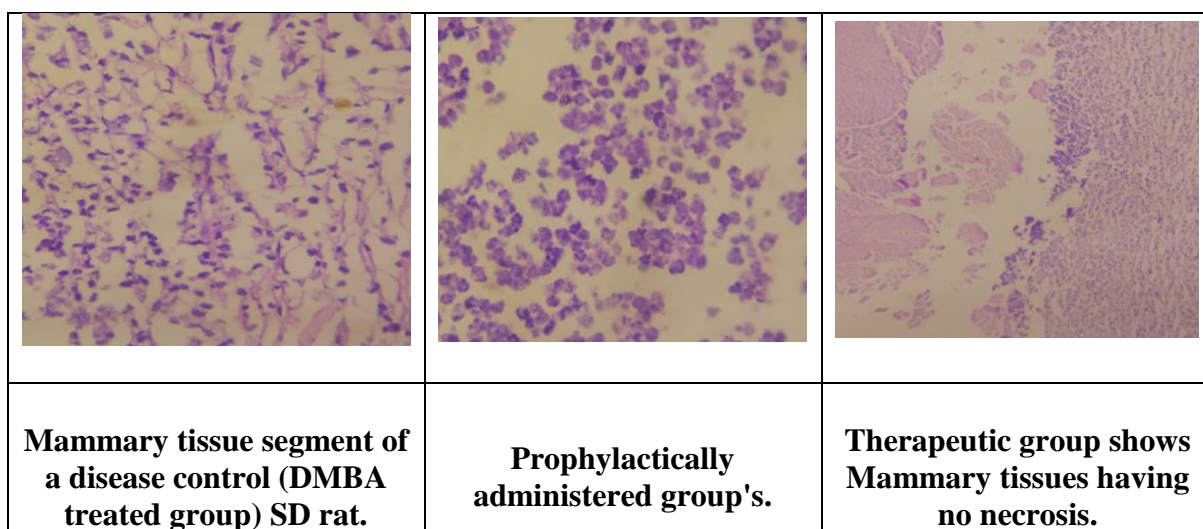 Mammary tissue segment of
a disease control (DMBA
treated group) SD rat.
Prophylactically
administered group's.
Therapeutic group shows
Mammary tissues having
no necrosis.